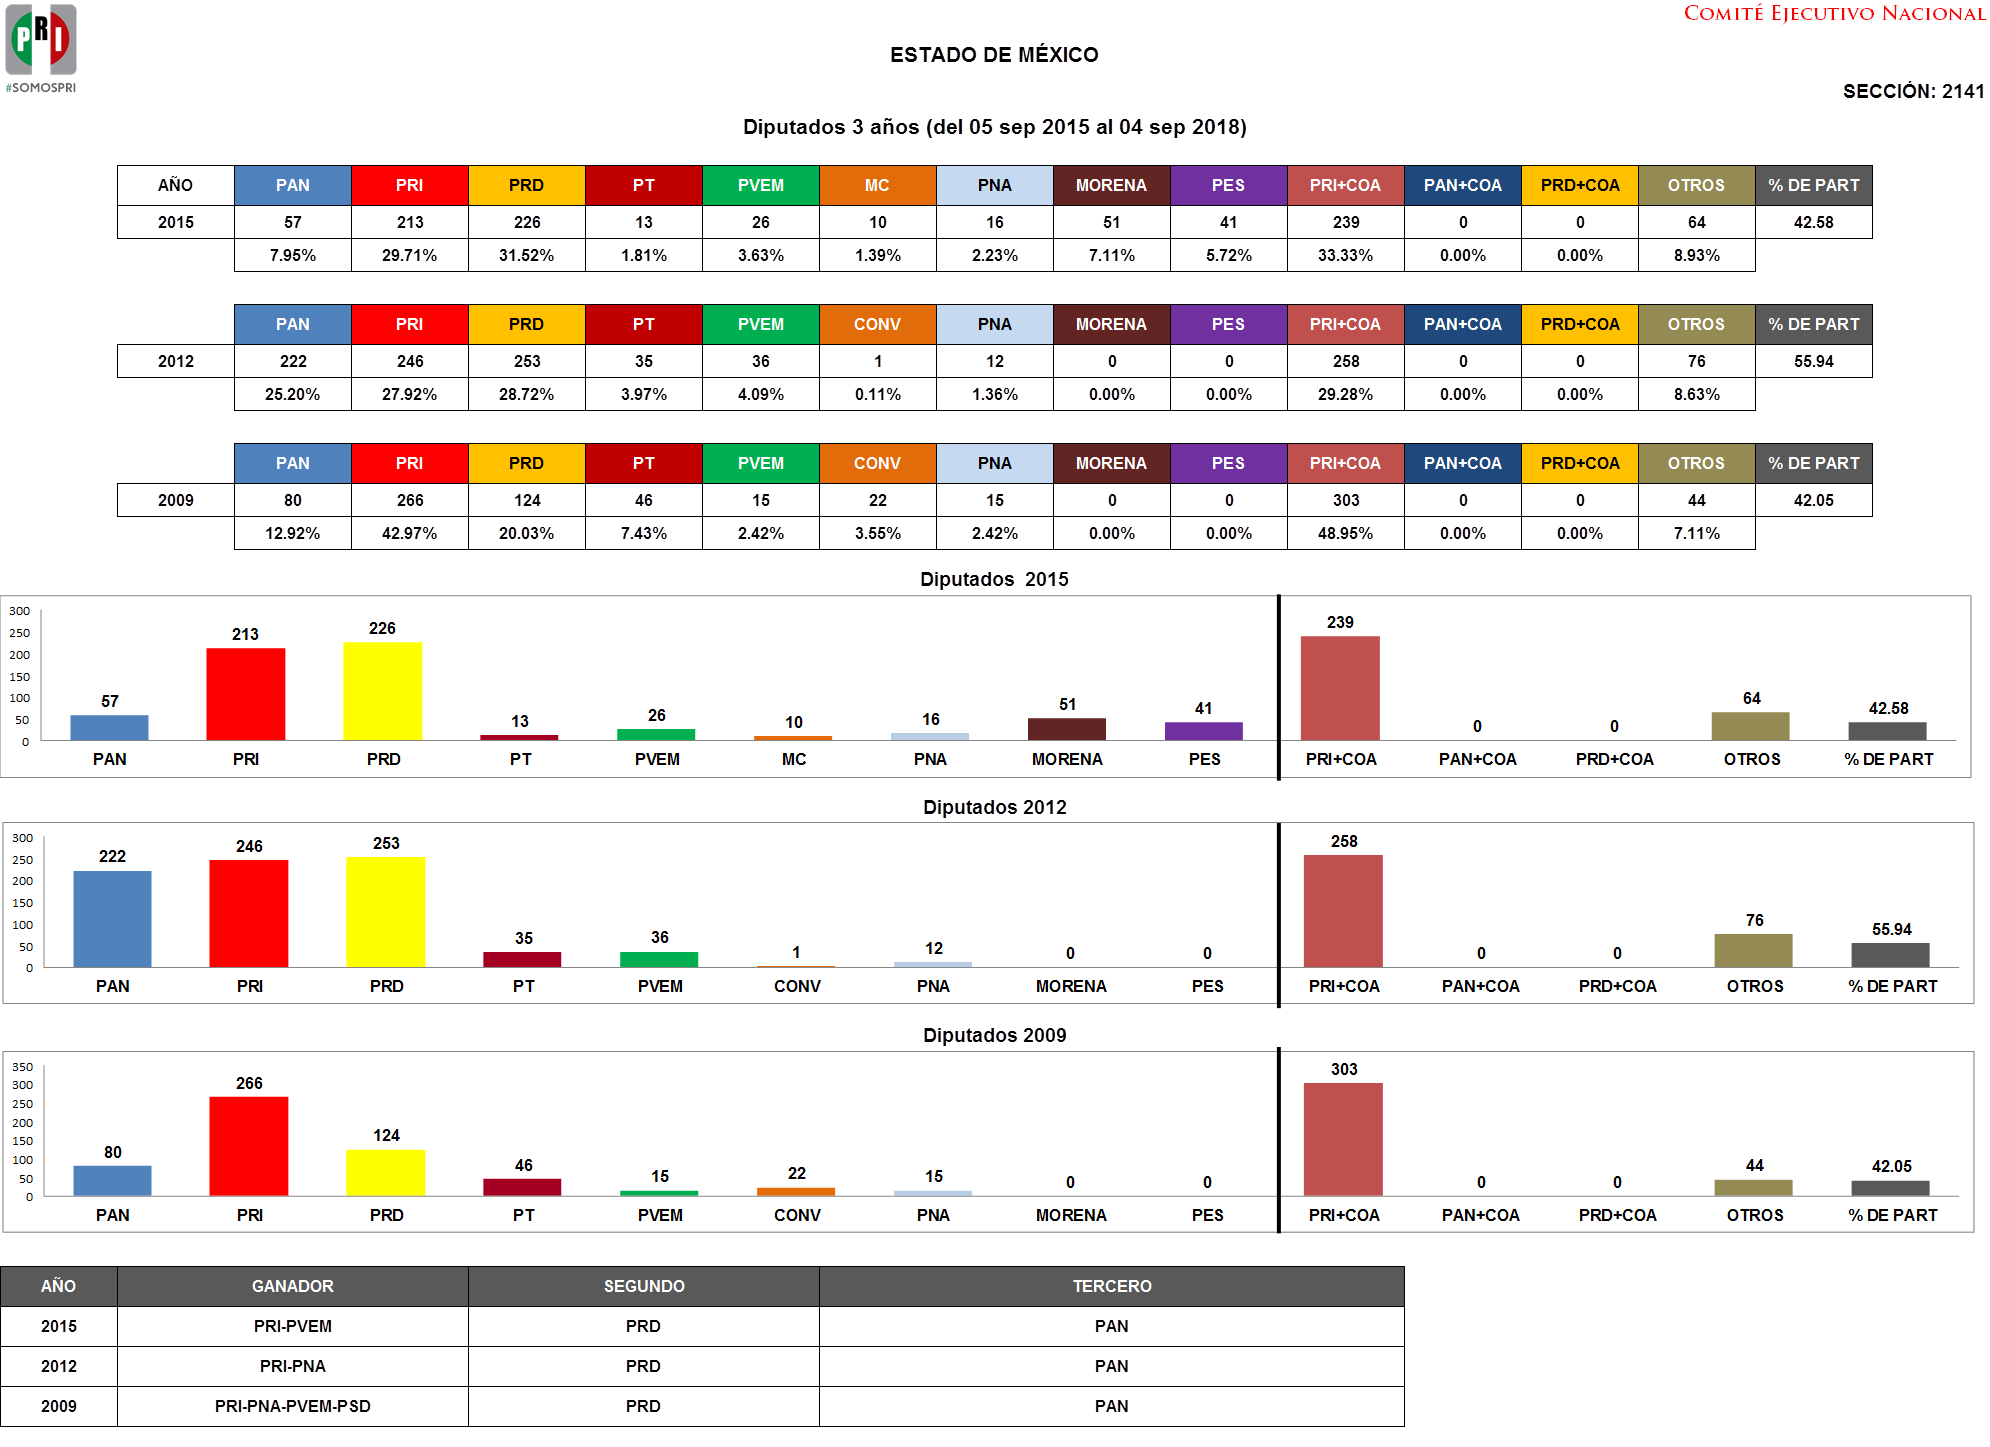 PRI
#SOMOSPRI
COMITÉ EJECUTIVO NACIONAL
ESTADO DE MÉXICO
SECCIÓN: 2141
Diputados 3 años (del 05 sep 2015 al 04 sep 2018)
AÑO PAN PRI PRD PT PVEM MC PNA MORENA PES PRI+COA PAN+COA PRD+COA OTROS % DE PART
2015 57 213 226 13 26 10 16 51 41 239 0 0 64 42.58
7.95% 29.71% 31.52% 1.81% 3.63% 1.39% 2.23% 7.11% 5.72% 33.33% 0.00% 0.00% 8.93%
PAN PRI PRD PT PVEM CONV PNA MORENA PES PRI+COA PAN+COA PRD+COA OTROS % DE PART
2012 222 246 253 35 36 1 12 0 0 258 0 0 76 55.94
25.20% 27.92% 28.72% 3.97% 4.09% 0.11% 1.36% 0.00% 0.00% 29.28% 0.00% 0.00% 8.63%
PAN PRI PRD PT PVEM CONV PNA MORENA PES PRI+COA PAN+COA PRD+COA OTROS % DE PART
2009 80 266 124 46 15 22 15 0 0 303 0 0 44 42.05
12.92% 42.97% 20.03% 7.43% 2.42% 3.55% 2.42% 0.00% 0.00% 48.95% 0.00% 0.00% 7.11%
Diputados 2015
300
250
200
150
100
50
0
57 213 226 13 26 10 16 51 41 239 0 0 64 42.58
PAN PRI PRD PT PVEM MC PNA MORENA PES PRI+COA PAN+COA PRD+COA OTROS % DE PART
Diputados 2012
300
250
200
150
100
50
0
222 246 253 35 36 1 12 0 0 258 0 0 76 55.94
PAN PRI PRD PT PVEM CONV PNA MORENA PES PRI+COA PAN+COA PRD+COA OTROS % DE PART
Diputados 2009
350
300
250
200
150
100
50
0
80 266 124 46 15 22 15 0 0 303 0 0 44 42.05
PAN PRI PRD PT PVEM CONV PNA MORENA PES PRI+COA PAN+COA PRD+COA OTROS % DE PART
AÑO GANADOR SEGUNDO TERCERO
2015 PRI-PVEM PRD PAN
2012 PRI-PNA PRD PAN
2009 PRI-PNA-PVEM-PSD PRD PAN